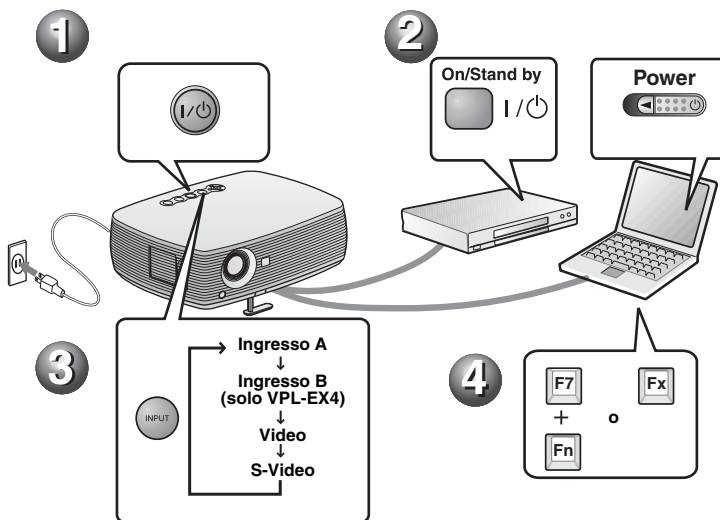 1
I/⏻
2
On/Stand by
I/⏻
Power
3
INPUT
Ingresso A
↓
Ingresso B
(solo VPL-EX4)
↓
Video
↓
S-Video
4
F7
Fx
+
o
Fn